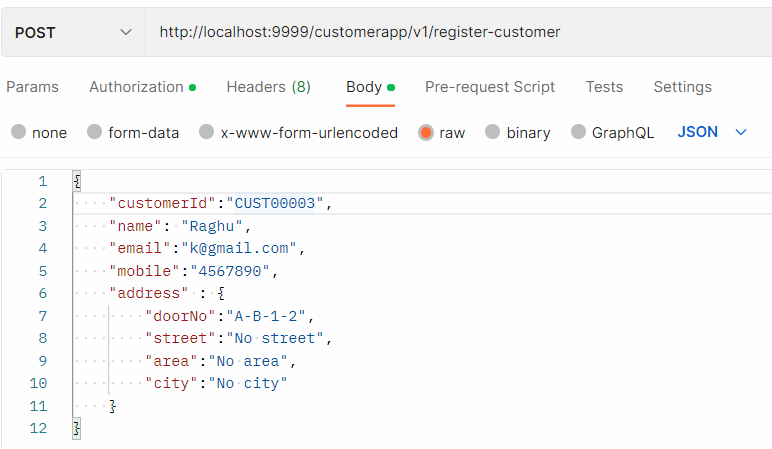 POST http://localhost:9999/customerapp/v1/register-customer
Params Authorization Headers (8) Body Pre-request Script Tests Settings
none form-data x-www-form-urlencoded raw binary GraphQL JSON
1 {
2 "customerId":"CUST00003",
3 "name": "Raghu",
4 "email":"k@gmail.com",
5 "mobile":"4567890",
6 "address" : {
7 "doorNo":"A-B-1-2",
8 "street":"No street",
9 "area":"No area",
10 "city":"No city"
11 }
12 }